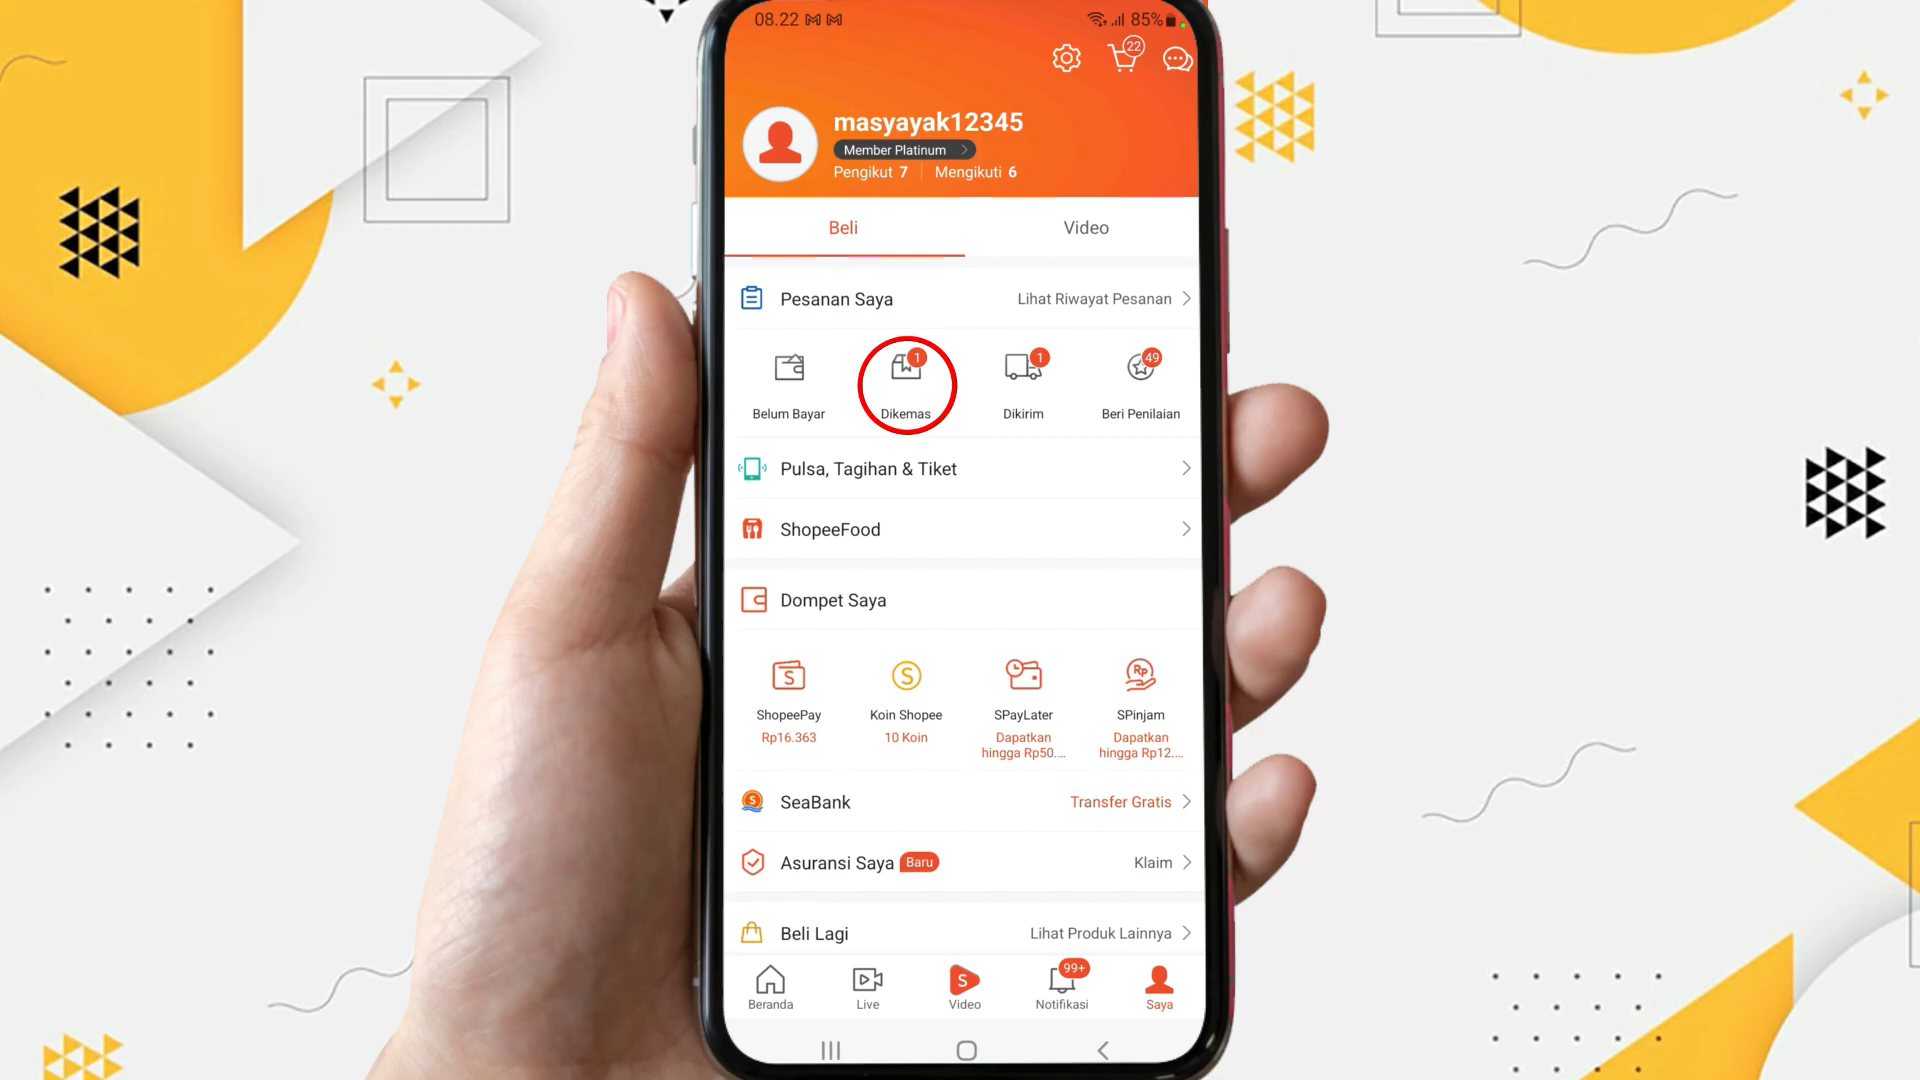 08.22
85%
22
masyayak12345
Member Platinum
Pengikut 7 Mengikuti 6
Beli Video
Pesanan Saya Lihat Riwayat Pesanan
1 1 49
Belum Bayar Dikemas Dikirim Beri Penilaian
Pulsa, Tagihan & Tiket
ShopeeFood
Dompet Saya
S S Rp
ShopeePay Koin Shopee SPayLater SPinjam
Rp16.363 10 Koin Dapatkan Dapatkan
hingga Rp50.... hingga Rp12....
S SeaBank Transfer Gratis
Asuransi Saya Baru Klaim
Beli Lagi Lihat Produk Lainnya
S 99+
Beranda Live Video Notifikasi Saya